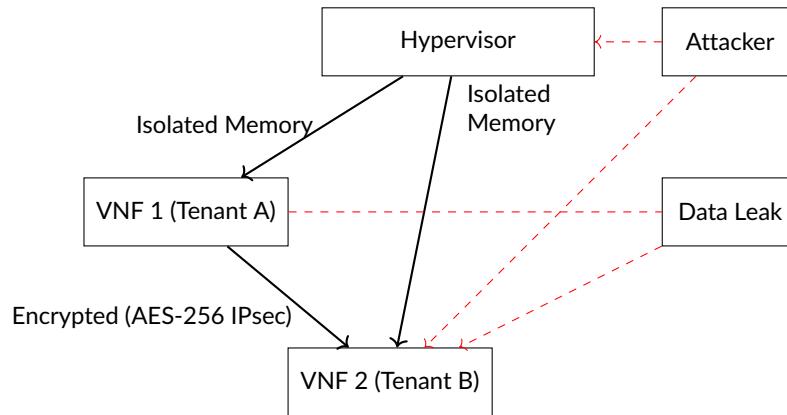 Hypervisor
Attacker
Isolated
Memory
Isolated Memory
VNF 1 (Tenant A)
Data Leak
Encrypted (AES-256 IPsec)
VNF 2 (Tenant B)